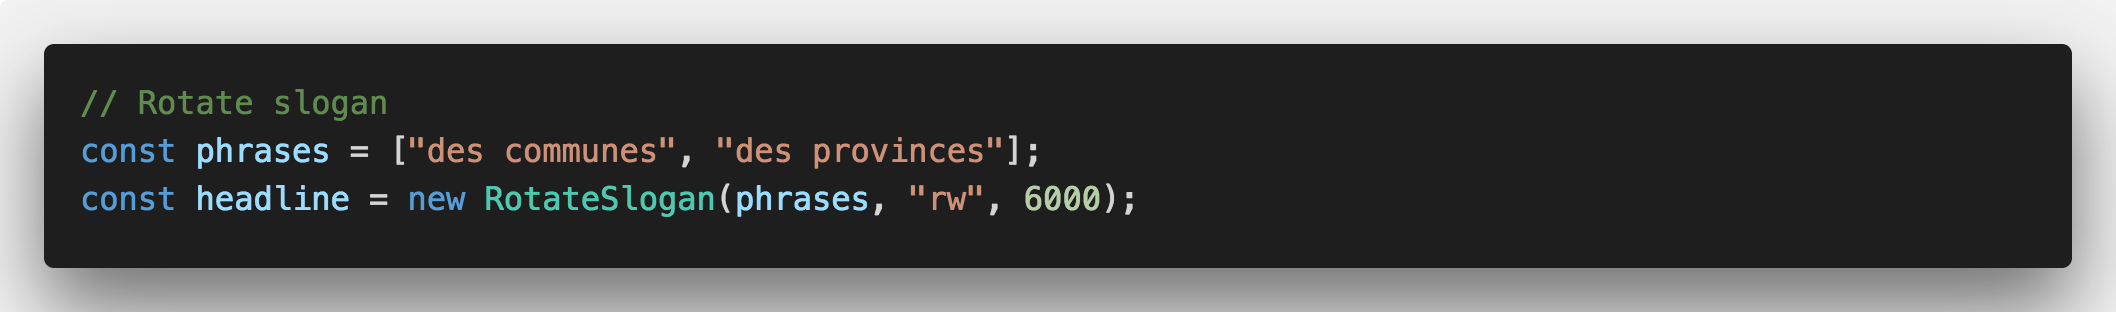 // Rotate slogan
const phrases = ["des communes", "des provinces"];
const headline = new RotateSlogan(phrases, "rw", 6000);